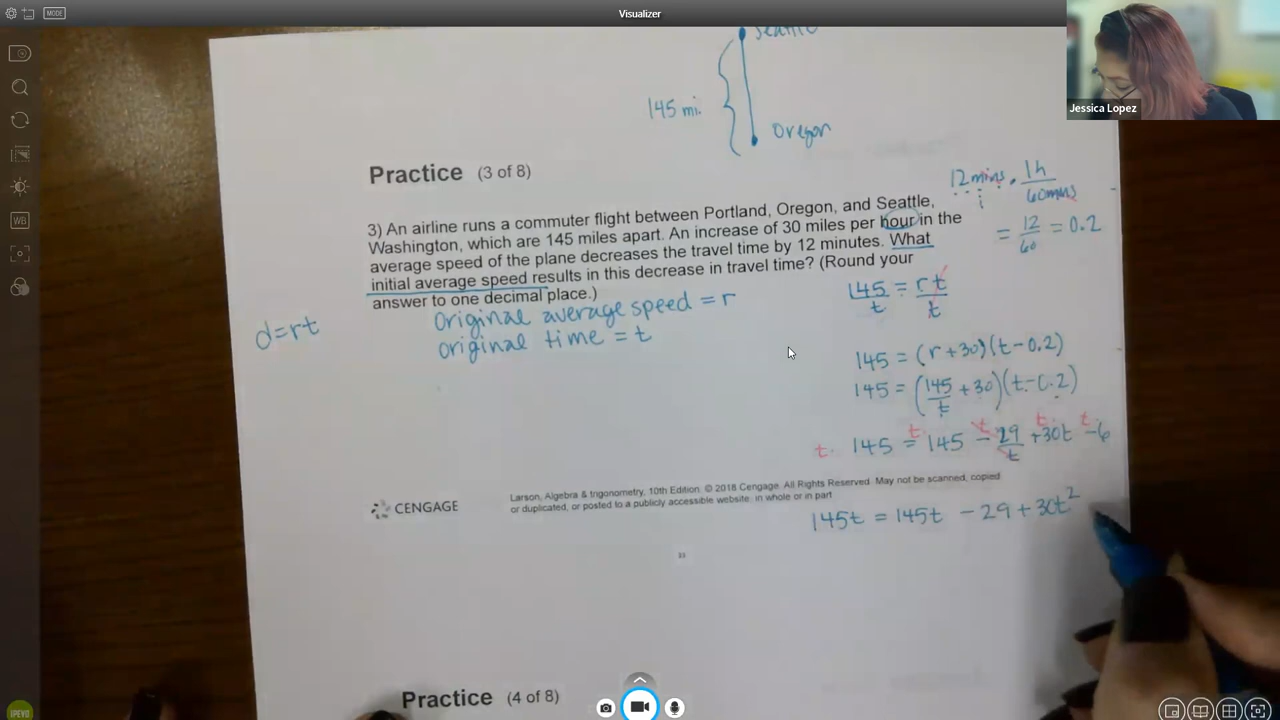 MODE
Visualizer
Jessica Lopez
WB
Seattle
145 mi.
Oregon
Practice (3 of 8)
12 mins · 1h
60mins
= 12 = 0.2
60
3) An airline runs a commuter flight between Portland, Oregon, and Seattle,
Washington, which are 145 miles apart. An increase of 30 miles per hour in the
average speed of the plane decreases the travel time by 12 minutes. What
initial average speed results in this decrease in travel time? (Round your
answer to one decimal place.)
d=rt
Original average speed = r
original time = t
145 = rt
t t
145 = (r+30)(t-0.2)
145 = (145/t +30)(t-0.2)
t. 145 = t. 145 - t. 29/t + t. 30t - t. 6
CENGAGE
Larson, Algebra & trigonometry, 10th Edition. © 2018 Cengage. All Rights Reserved. May not be scanned, copied
or duplicated, or posted to a publicly accessible website, in whole or in part
145t = 145t - 29 + 30t²
33
Practice (4 of 8)
IPEVO